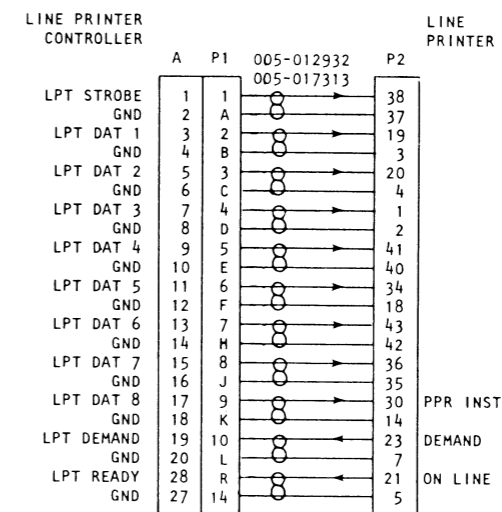 LINE PRINTER CONTROLLER
LINE PRINTER
A P1 005-012932 P2
005-017313
LPT STROBE 1 1 38
GND 2 A 37
LPT DAT 1 3 2 19
GND 4 B 3
LPT DAT 2 5 3 20
GND 6 C 4
LPT DAT 3 7 4 1
GND 8 D 2
LPT DAT 4 9 5 41
GND 10 E 40
LPT DAT 5 11 6 34
GND 12 F 18
LPT DAT 6 13 7 43
GND 14 H 42
LPT DAT 7 15 8 36
GND 16 J 35
LPT DAT 8 17 9 30 PPR INST
GND 18 K 14
LPT DEMAND 19 10 23 DEMAND
GND 20 L 7
LPT READY 28 R 21 ON LINE
GND 27 14 5